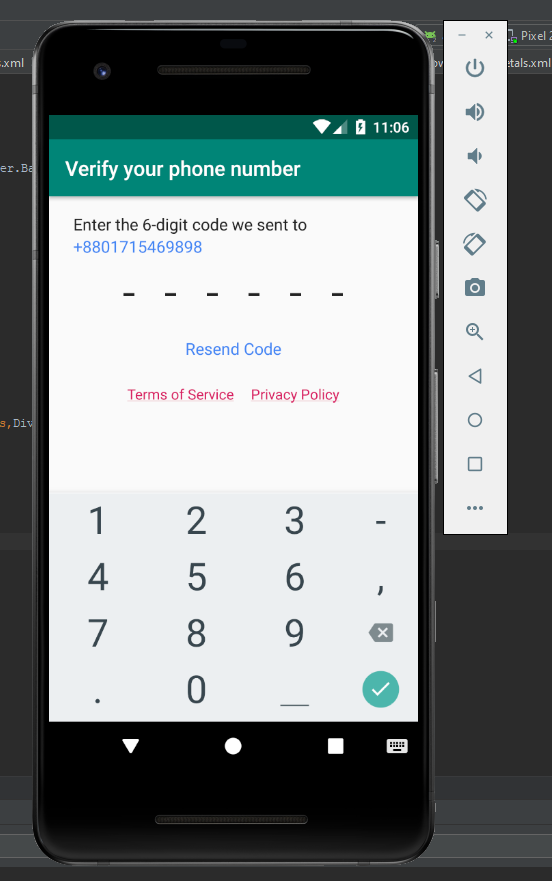 s.xml
Pixel 2
etals.xml
11:06
er.Ba
Verify your phone number
Enter the 6-digit code we sent to
+8801715469898
- - - - - -
Resend Code
Terms of Service Privacy Policy
s,Div
1 2 3 -
4 5 6 ,
7 8 9
. 0 _